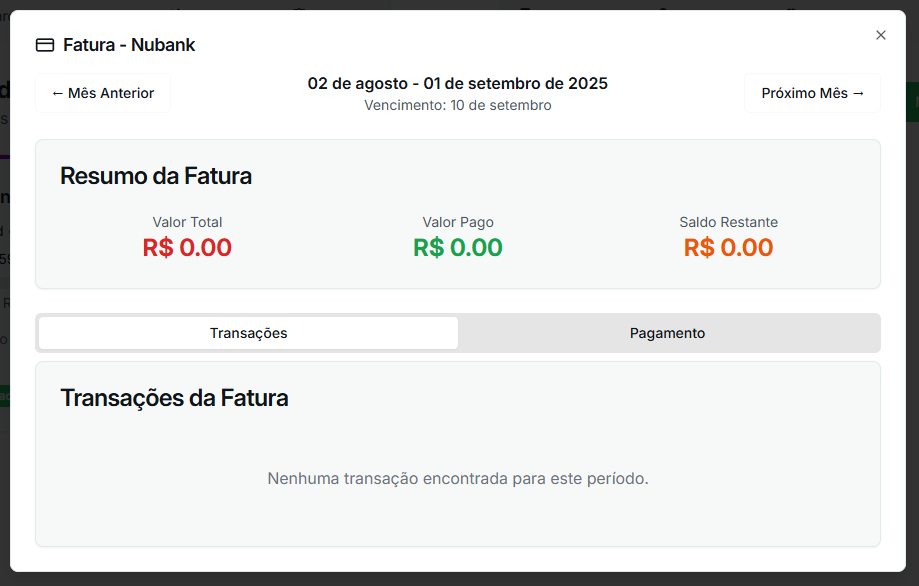 Fatura - Nubank
← Mês Anterior
02 de agosto - 01 de setembro de 2025
Vencimento: 10 de setembro
Próximo Mês →
Resumo da Fatura
Valor Total
R$ 0.00
Valor Pago
R$ 0.00
Saldo Restante
R$ 0.00
Transações
Pagamento
Transações da Fatura
Nenhuma transação encontrada para este período.